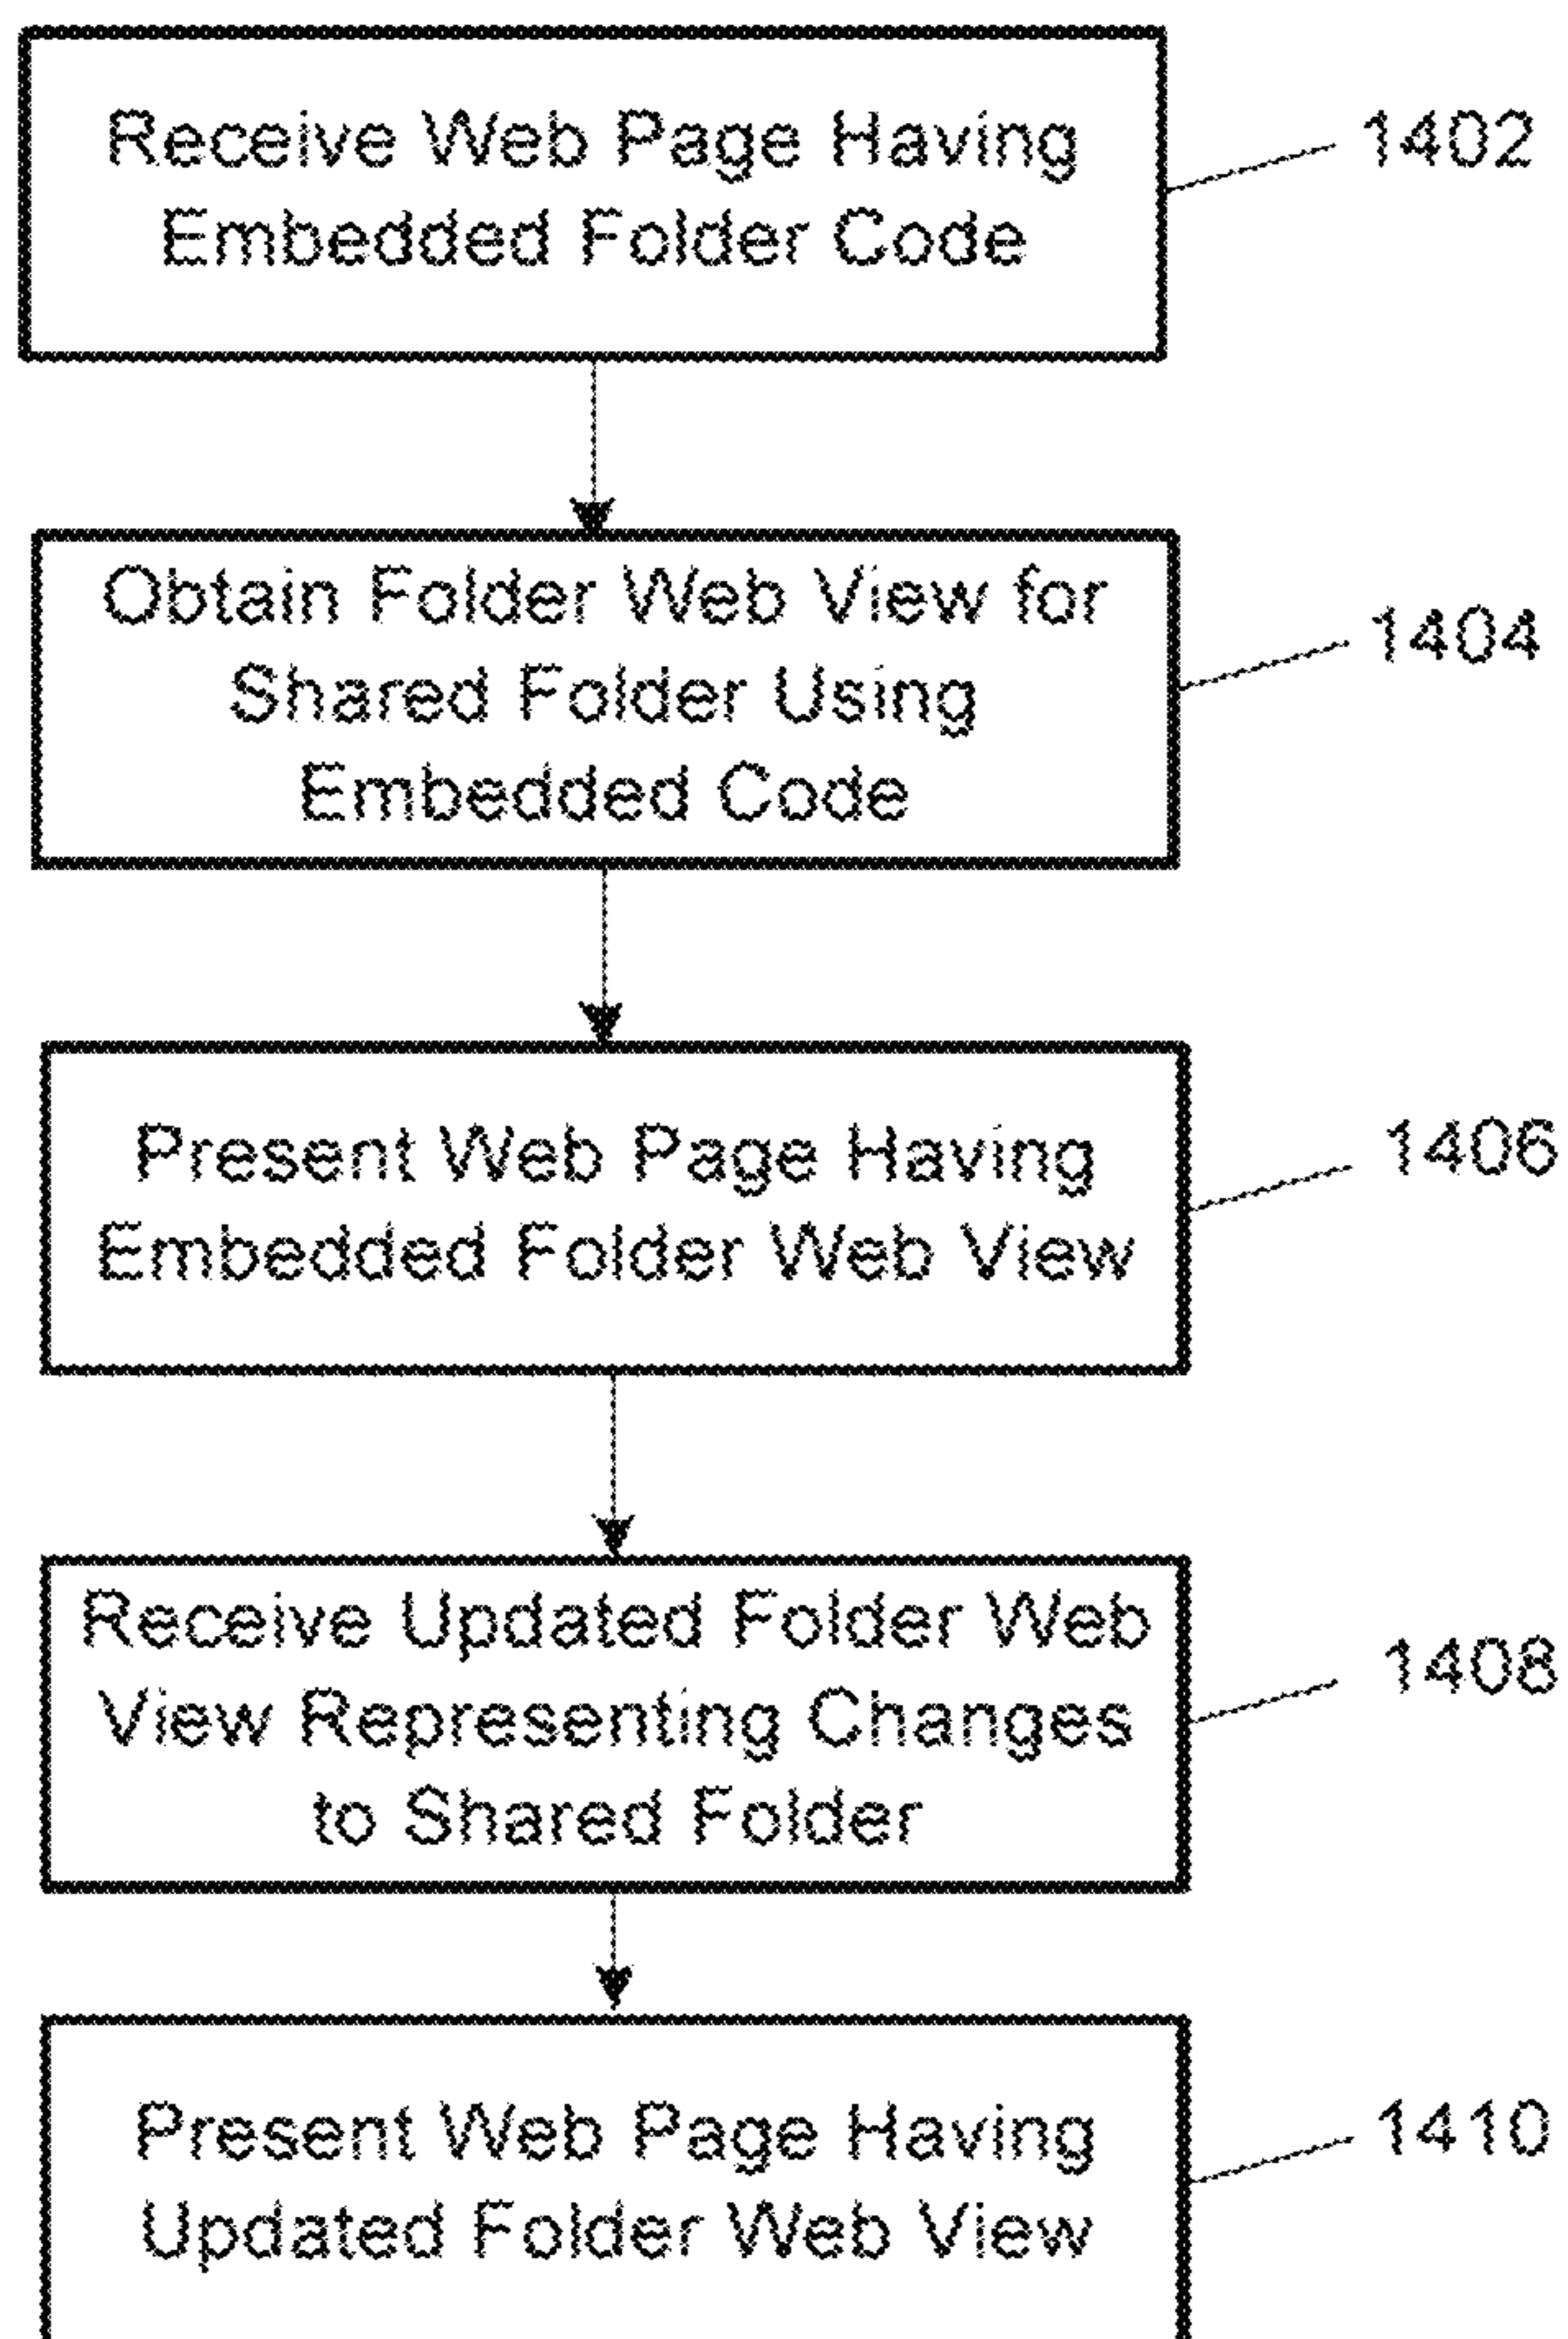 Receive Web Page Having
Embedded Folder Code
1402
Obtain Folder Web View for
Shared Folder Using
Embedded Code
1404
Present Web Page Having
Embedded Folder Web View
1406
Receive Updated Folder Web
View Representing Changes
to Shared Folder
1408
Present Web Page Having
Updated Folder Web View
1410